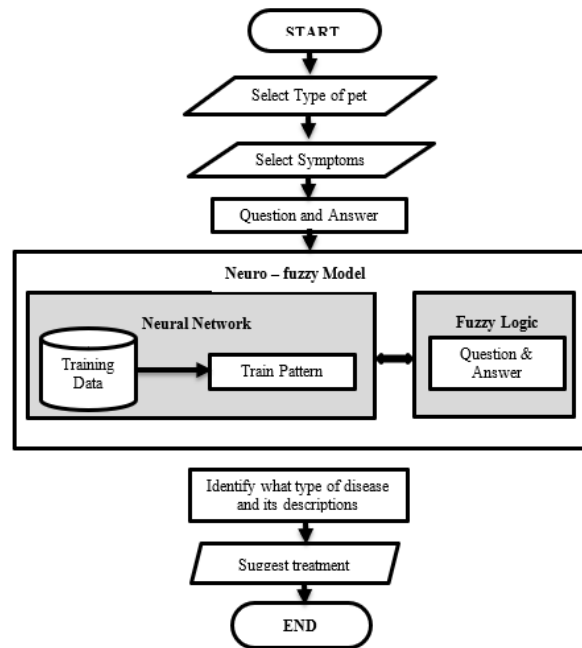 START
Select Type of pet
Select Symptoms
Question and Answer
Neuro – fuzzy Model
Neural Network
Training
Data
Train Pattern
Fuzzy Logic
Question &
Answer
Identify what type of disease
and its descriptions
Suggest treatment
END